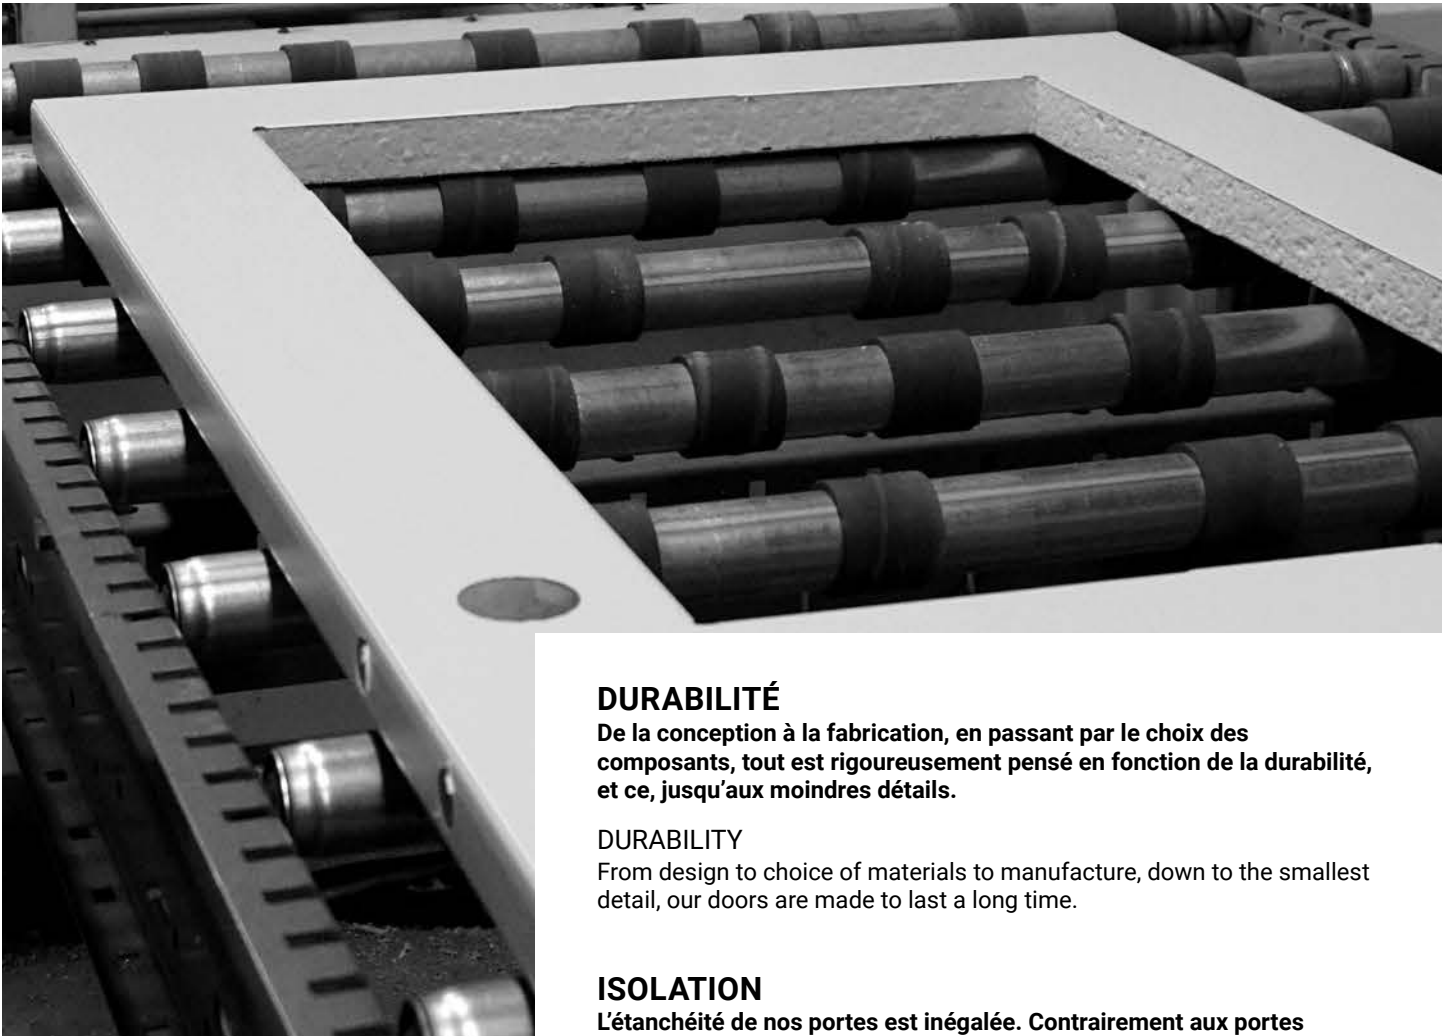 DURABILITÉ
De la conception à la fabrication, en passant par le choix des
composants, tout est rigoureusement pensé en fonction de la durabilité,
et ce, jusqu’aux moindres détails.
DURABILITY
From design to choice of materials to manufacture, down to the smallest
detail, our doors are made to last a long time.
ISOLATION
L’étanchéité de nos portes est inégalée. Contrairement aux portes